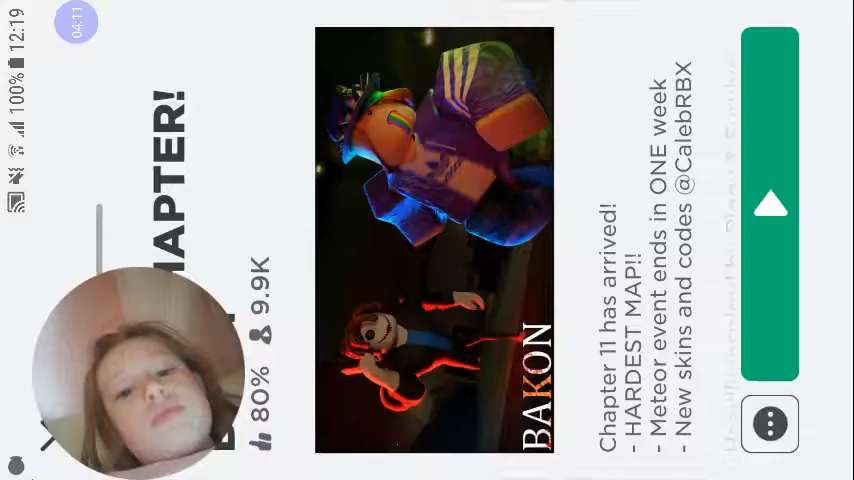 100% 12:19
04:11
HAPTER!
80% 9.9K
BAKON
Chapter 11 has arrived!
- HARDEST MAP!!
- Meteor event ends in ONE week
- New skins and codes @CalebRBX